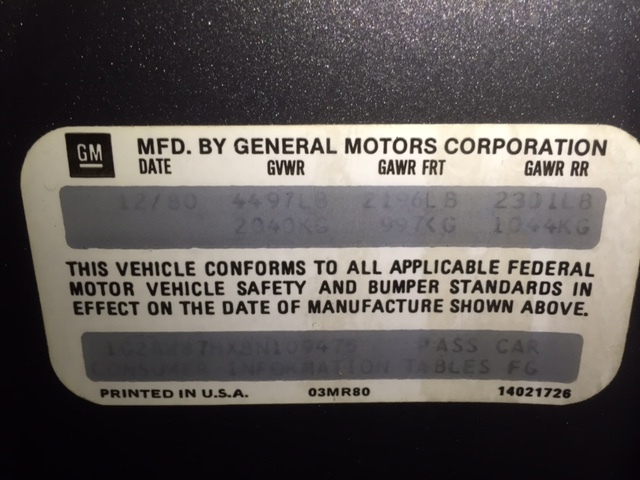 GM MFD. BY GENERAL MOTORS CORPORATION
DATE GVWR GAWR FRT GAWR RR
12/80 4497LB 2196LB 2301LB
2040KG 997KG 1044KG
THIS VEHICLE CONFORMS TO ALL APPLICABLE FEDERAL
MOTOR VEHICLE SAFETY AND BUMPER STANDARDS IN
EFFECT ON THE DATE OF MANUFACTURE SHOWN ABOVE.
PASS CAR
CONSUMER INFORMATION TABLES FG
PRINTED IN U.S.A. 03MR80 14021726